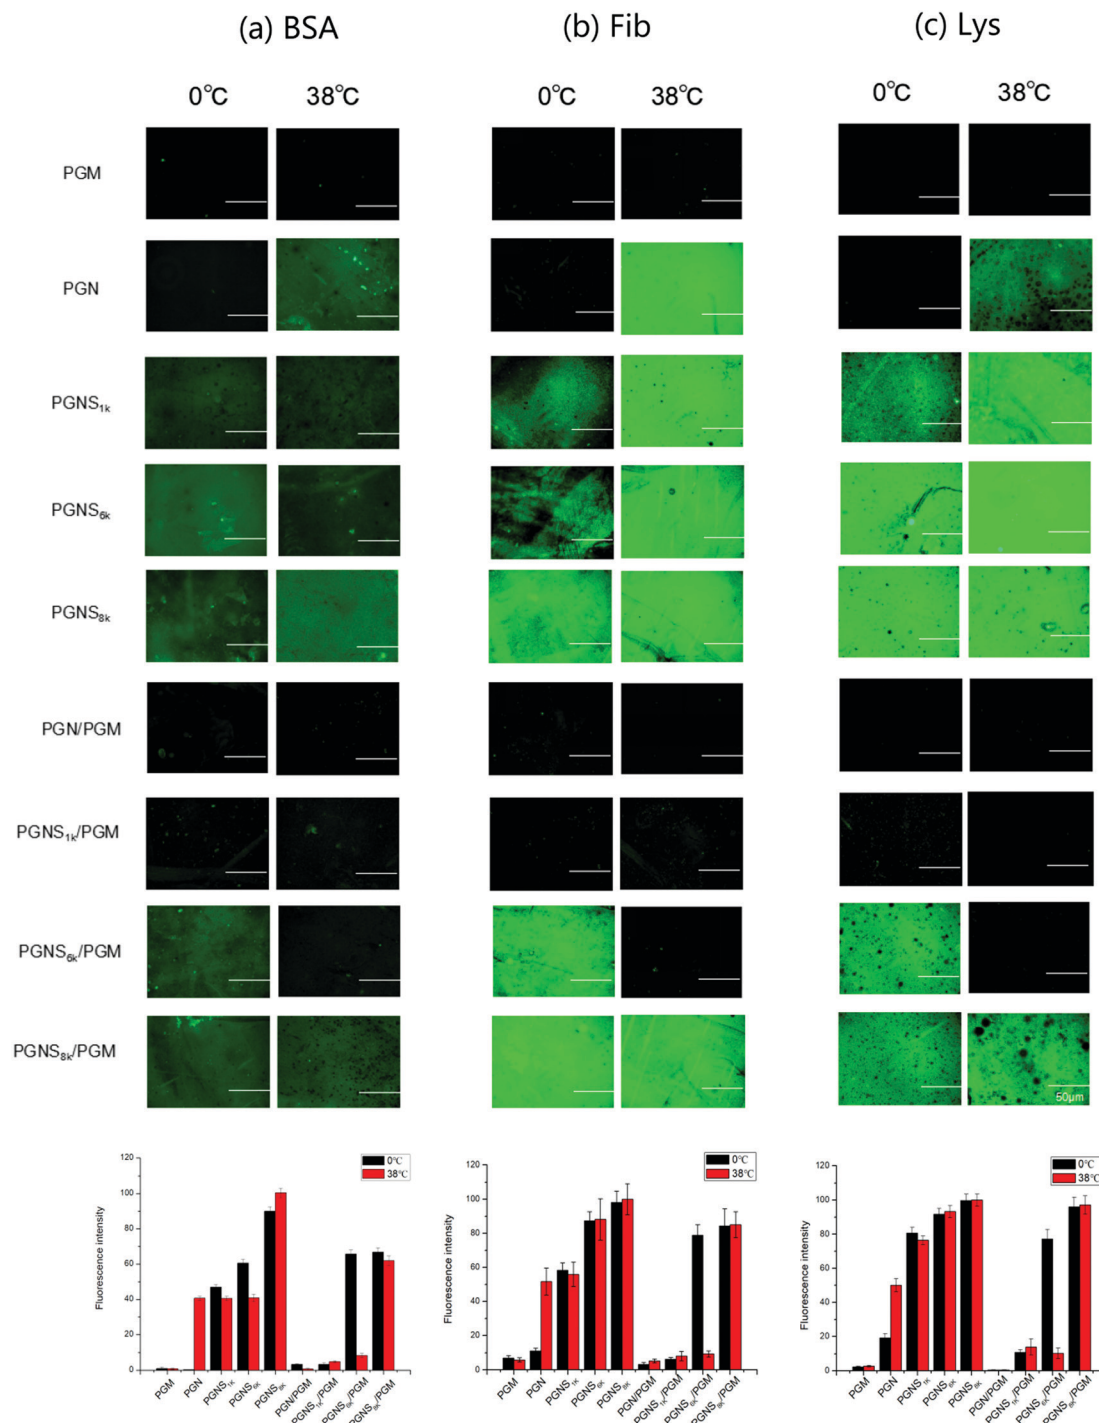 (a) BSA (b) Fib (c) Lys
0℃ 38℃ 0℃ 38℃ 0℃ 38℃
PGM
PGN
PGNS1k
PGNS6k
PGNS8k
PGN/PGM
PGNS1k/PGM
PGNS6k/PGM
PGNS8k/PGM
50μm
Fluorescence intensity
120
100
80
60
40
20
0
0℃
38℃
PGM
PGN
PGNS1K
PGNS6K
PGNS8K
PGN/PGM
PGNS1K/PGM
PGNS6K/PGM
PGNS8K/PGM
Fluorescence intensity
120
100
80
60
40
20
0
0℃
38℃
PGM
PGN
PGNS1K
PGNS6K
PGNS8K
PGN/PGM
PGNS1K/PGM
PGNS6K/PGM
PGNS8K/PGM
Fluorescence intensity
120
100
80
60
40
20
0
0℃
38℃
PGM
PGN
PGNS1K
PGNS6K
PGNS8K
PGN/PGM
PGNS1K/PGM
PGNS6K/PGM
PGNS8K/PGM